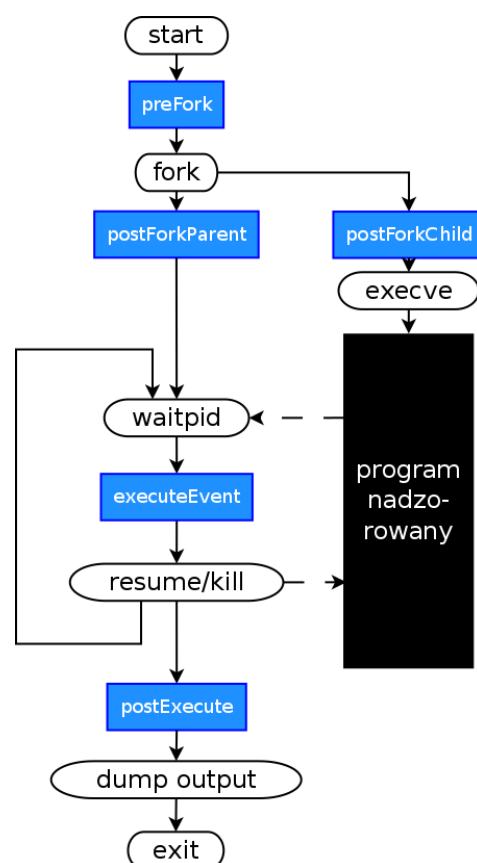 start
preFork
fork
postForkParent
postForkChild
execve
waitpid
program
nadzo-
rowany
executeEvent
resume/kill
postExecute
dump output
exit